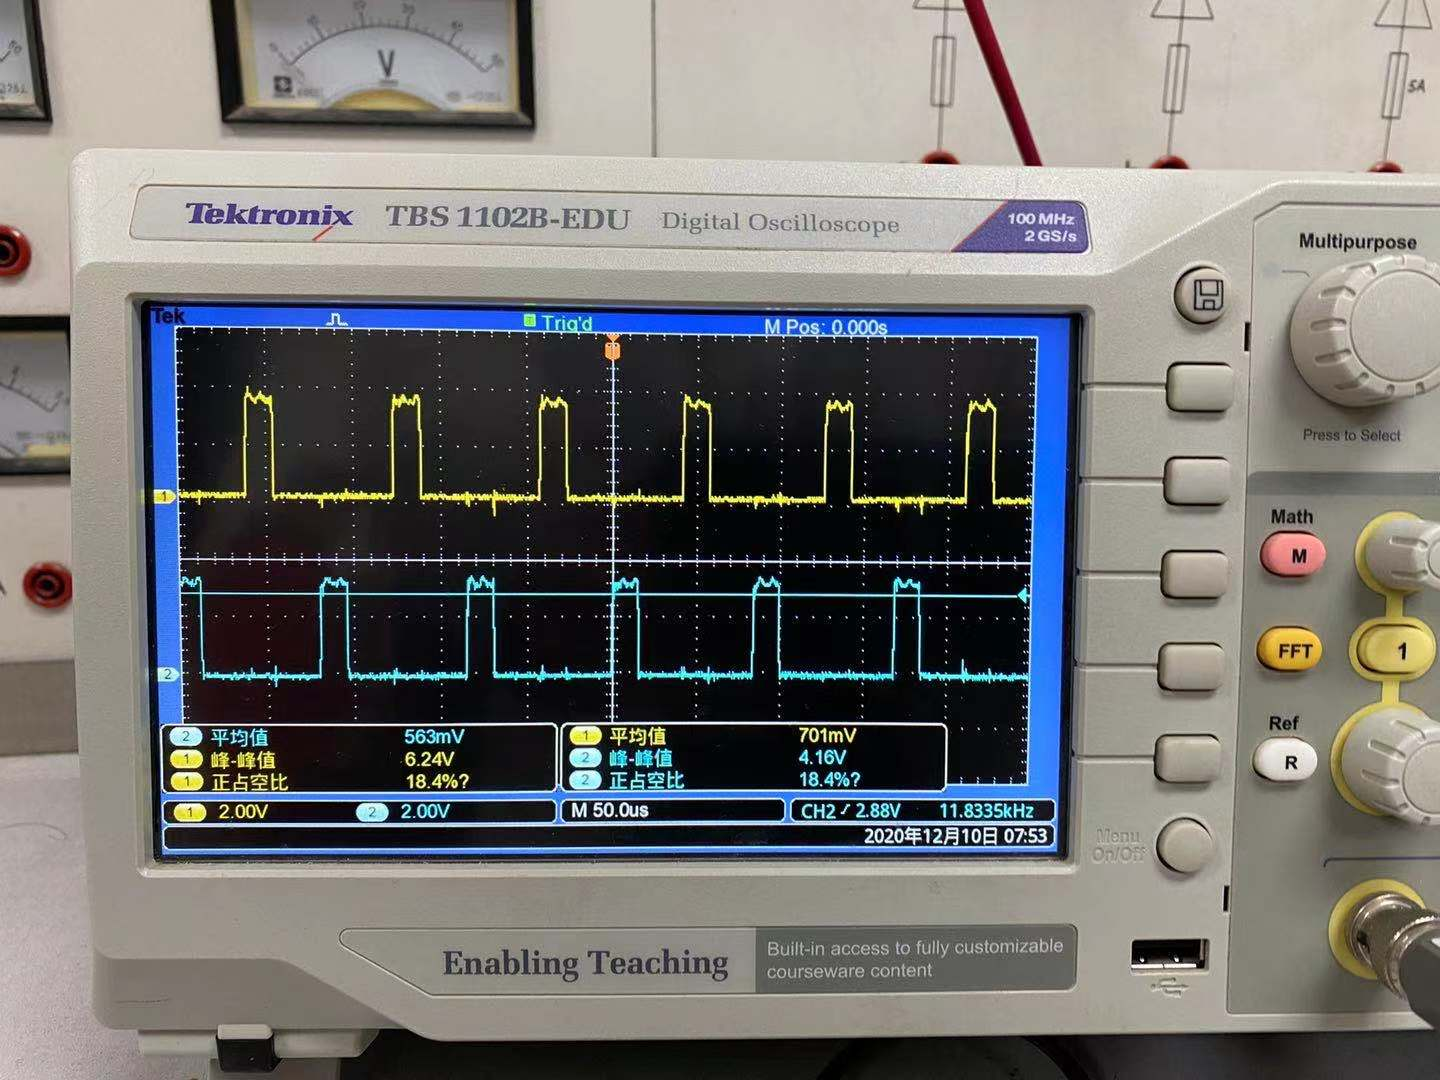 V
5A
Tektronix TBS 1102B-EDU Digital Oscilloscope
100 MHz
2 GS/s
Multipurpose
Press to Select
Tek
T Trig'd
M Pos: 0.000s
1
2
2 平均值 563mV
1 峰-峰值 6.24V
1 正占空比 18.4%?
1 平均值 701mV
2 峰-峰值 4.16V
2 正占空比 18.4%?
1 2.00V 2 2.00V M 50.0us CH2 2.88V 11.8335kHz
2020年12月10日 07:53
Math
M
FFT
1
Ref
R
Menu
On/Off
Enabling Teaching
Built-in access to fully customizable
courseware content